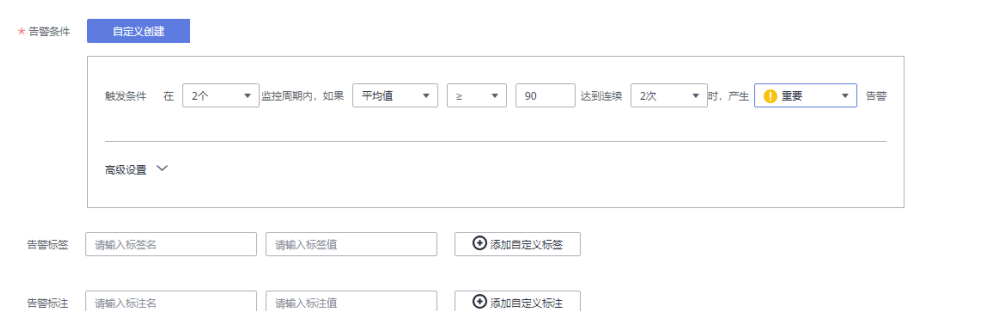 * 告警条件 自定义创建
触发条件 在 2个 监控周期内，如果 平均值 ≥ 90 达到连续 2次 时，产生 重要 告警
高级设置
告警标签 请输入标签名 请输入标签值 添加自定义标签
告警标注 请输入标注名 请输入标注值 添加自定义标注